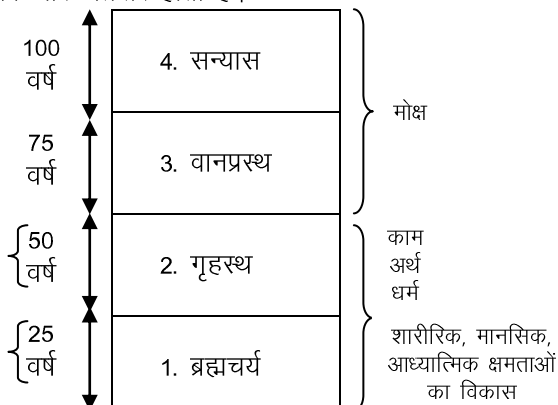 100
वर्ष
4. सन्यास
75
वर्ष
3. वानप्रस्थ
मोक्ष
50
वर्ष
2. गृहस्थ
काम
अर्थ
धर्म
25
वर्ष
1. ब्रह्मचर्य
शारीरिक, मानसिक,
आध्यात्मिक क्षमताओं
का विकास